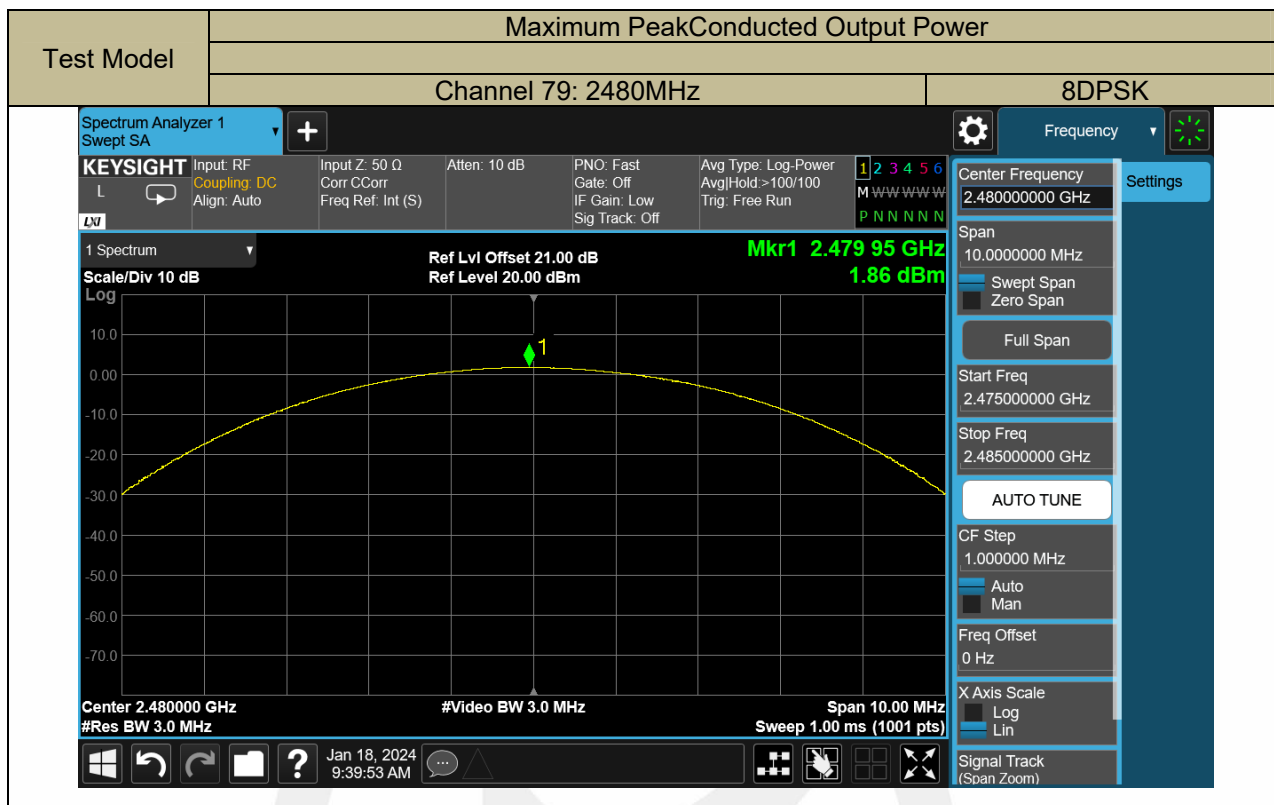 Test Model
Maximum PeakConducted Output Power
Channel 79: 2480MHz
8DPSK
Spectrum Analyzer 1
Swept SA
Frequency
KEYSIGHT
L
LXI
Input: RF
Coupling: DC
Align: Auto
Input Z: 50 Ω
Corr CCorr
Freq Ref: Int (S)
Atten: 10 dB
PNO: Fast
Gate: Off
IF Gain: Low
Sig Track: Off
Avg Type: Log-Power
Avg|Hold:>100/100
Trig: Free Run
1 2 3 4 5 6
M W W W W W
P N N N N N
1 Spectrum
Scale/Div 10 dB
Ref Lvl Offset 21.00 dB
Ref Level 20.00 dBm
Mkr1 2.479 95 GHz
1.86 dBm
Log
10.0
0.00
-10.0
-20.0
-30.0
-40.0
-50.0
-60.0
-70.0
1
Center 2.480000 GHz
#Video BW 3.0 MHz
Span 10.00 MHz
#Res BW 3.0 MHz
Sweep 1.00 ms (1001 pts)
?
Jan 18, 2024
9:39:53 AM
Center Frequency
2.480000000 GHz
Settings
Span
10.0000000 MHz
Swept Span
Zero Span
Full Span
Start Freq
2.475000000 GHz
Stop Freq
2.485000000 GHz
AUTO TUNE
CF Step
1.000000 MHz
Auto
Man
Freq Offset
0 Hz
X Axis Scale
Log
Lin
Signal Track
(Span Zoom)